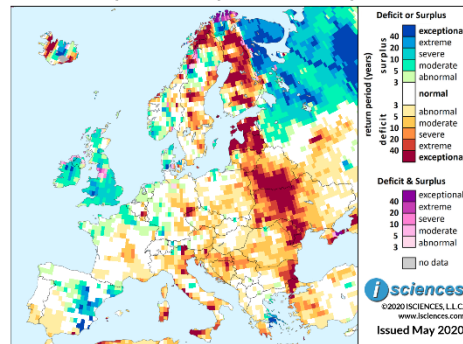 Deficit or Surplus
return period (years)
surplus
deficit
40 exceptional
20 extreme
10 severe
5 moderate
3 abnormal
normal
3 abnormal
5 moderate
10 severe
20 extreme
40 exceptional
Deficit & Surplus
40 exceptional
20 extreme
10 severe
5 moderate
3 abnormal
no data
i sciences
©2020 ISCIENCES, L.L.C.
www.isciences.com
Issued May 2020